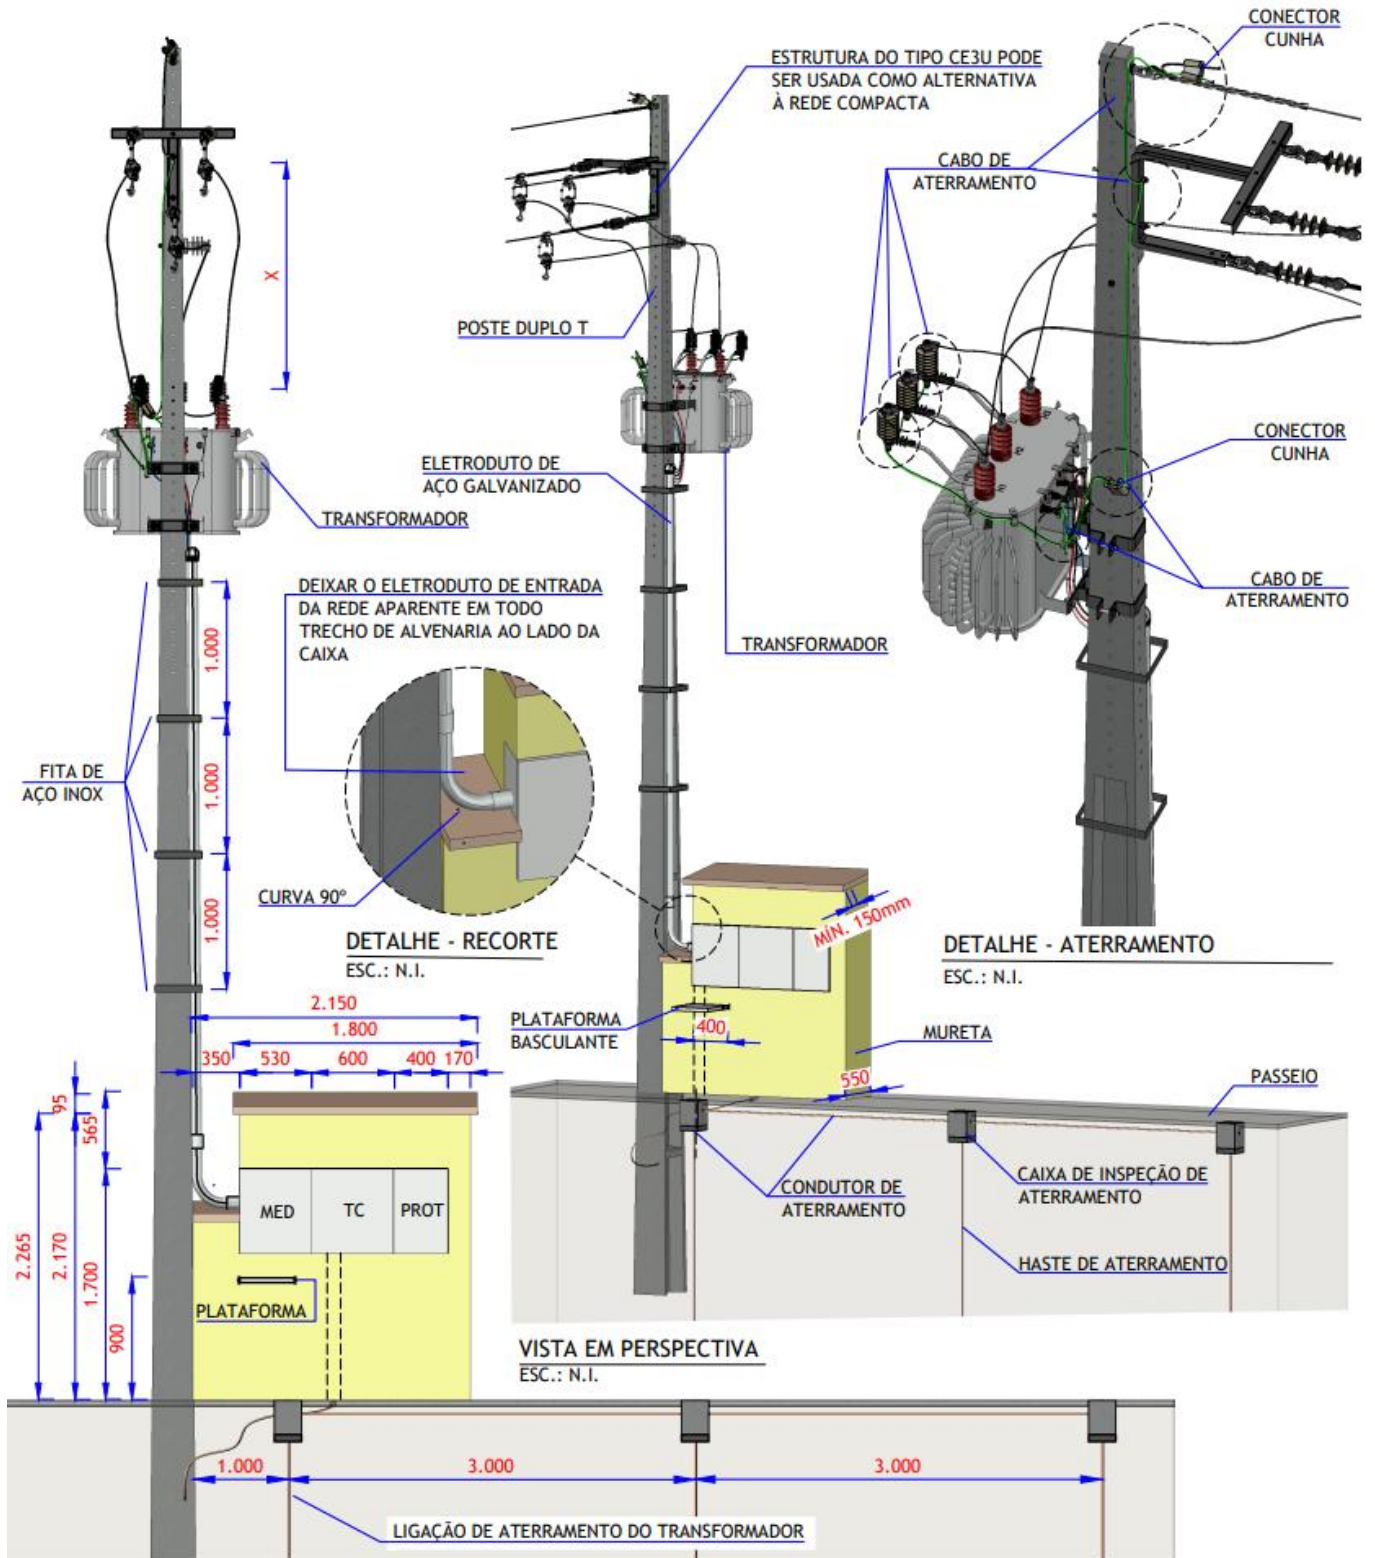 CONECTOR
CUNHA
ESTRUTURA DO TIPO CE3U PODE
SER USADA COMO ALTERNATIVA
À REDE COMPACTA
CABO DE
ATERRAMENTO
X
POSTE DUPLO T
ELETRODUTO DE
AÇO GALVANIZADO
CONECTOR
CUNHA
TRANSFORMADOR
DEIXAR O ELETRODUTO DE ENTRADA
DA REDE APARENTE EM TODO
TRECHO DE ALVENARIA AO LADO DA
CAIXA
CABO DE
ATERRAMENTO
TRANSFORMADOR
1.000
1.000
1.000
FITA DE
AÇO INOX
CURVA 90°
DETALHE - RECORTE
ESC.: N.I.
MÍN. 150mm
DETALHE - ATERRAMENTO
ESC.: N.I.
2.150
1.800
350
530
600
400
170
PLATAFORMA
BASCULANTE
400
MURETA
550
PASSEIO
95
565
2.265
2.170
1.700
900
MED
TC
PROT
PLATAFORMA
CONDUTOR DE
ATERRAMENTO
CAIXA DE INSPEÇÃO DE
ATERRAMENTO
HASTE DE ATERRAMENTO
VISTA EM PERSPECTIVA
ESC.: N.I.
1.000
3.000
3.000
LIGAÇÃO DE ATERRAMENTO DO TRANSFORMADOR